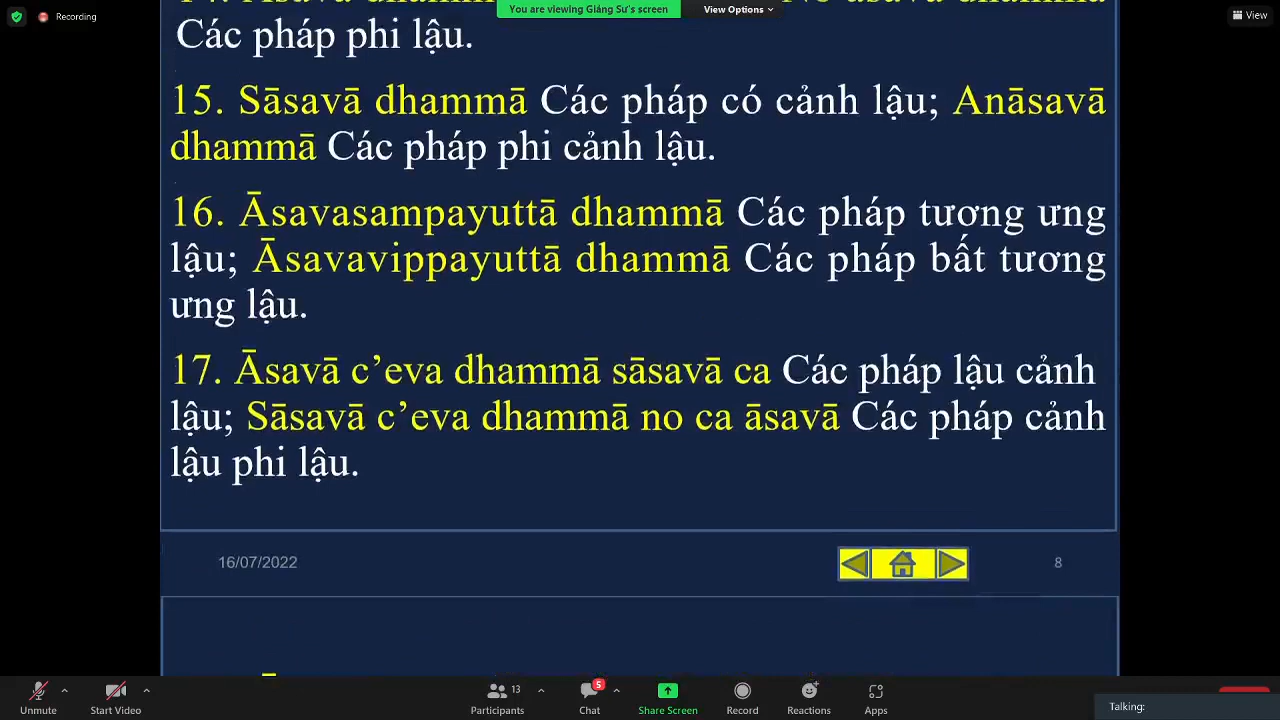 You are viewing Giảng Sư's screen
View Options
Recording
View
Các pháp phi lậu.
15. Sāsavā dhammā Các pháp có cảnh lậu; Anāsavā
dhammā Các pháp phi cảnh lậu.
16. Āsavasampayuttā dhammā Các pháp tương ưng
lậu; Āsavavippayuttā dhammā Các pháp bất tương
ưng lậu.
17. Āsavā c’eva dhammā sāsavā ca Các pháp lậu cảnh
lậu; Sāsavā c’eva dhammā no ca āsavā Các pháp cảnh
lậu phi lậu.
16/07/2022
8
Unmute
Start Video
Participants
13
Chat
5
Share Screen
Record
Reactions
Apps
Talking: